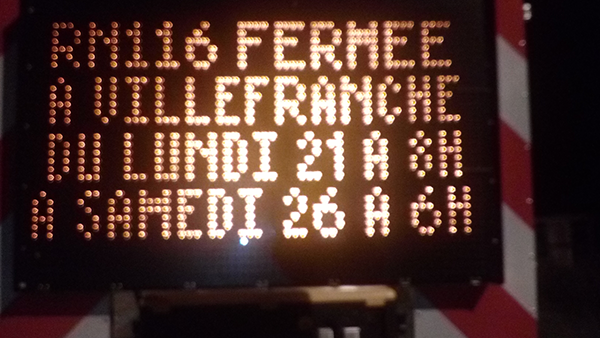 RN116 FERMEE
A VILLEFRANCHE
DU LUNDI 21 A 8H
A SAMEDI 26 A 6H